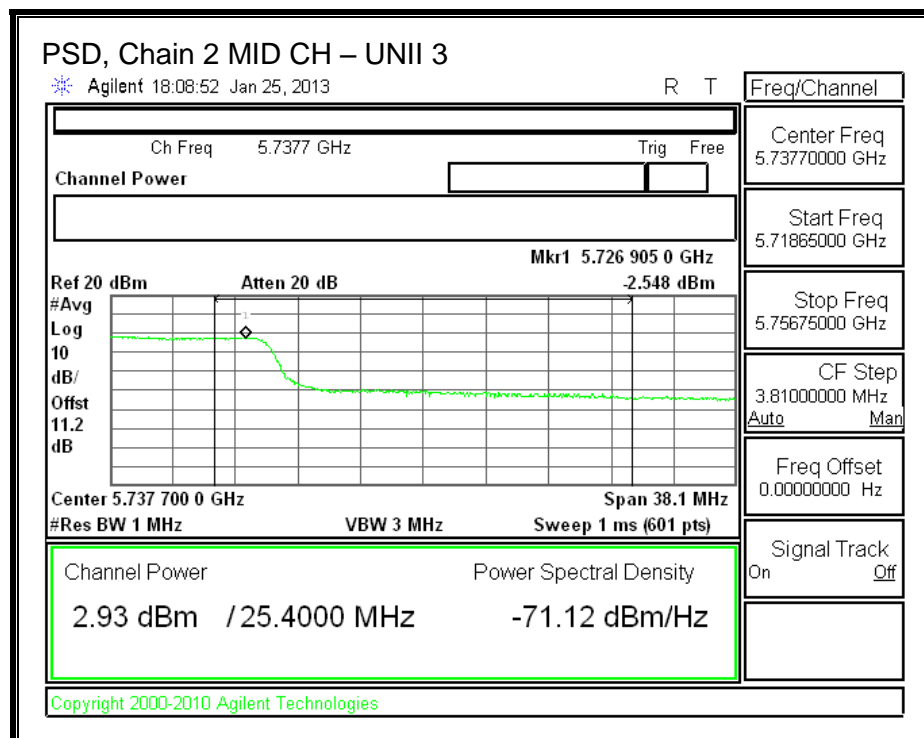 PSD, Chain 2 MID CH – UNII 3
Agilent 18:08:52 Jan 25, 2013 R T
Freq/Channel
Ch Freq 5.7377 GHz Trig Free
Channel Power
Center Freq
5.73770000 GHz
Start Freq
5.71865000 GHz
Mkr1 5.726 905 0 GHz
Ref 20 dBm Atten 20 dB -2.548 dBm
#Avg
Log
10
dB/
Offst
11.2
dB
1
Stop Freq
5.75675000 GHz
CF Step
3.81000000 MHz
Auto Man
Center 5.737 700 0 GHz Span 38.1 MHz
#Res BW 1 MHz VBW 3 MHz Sweep 1 ms (601 pts)
Freq Offset
0.00000000 Hz
Signal Track
On Off
Channel Power Power Spectral Density
2.93 dBm / 25.4000 MHz -71.12 dBm/Hz
Copyright 2000-2010 Agilent Technologies